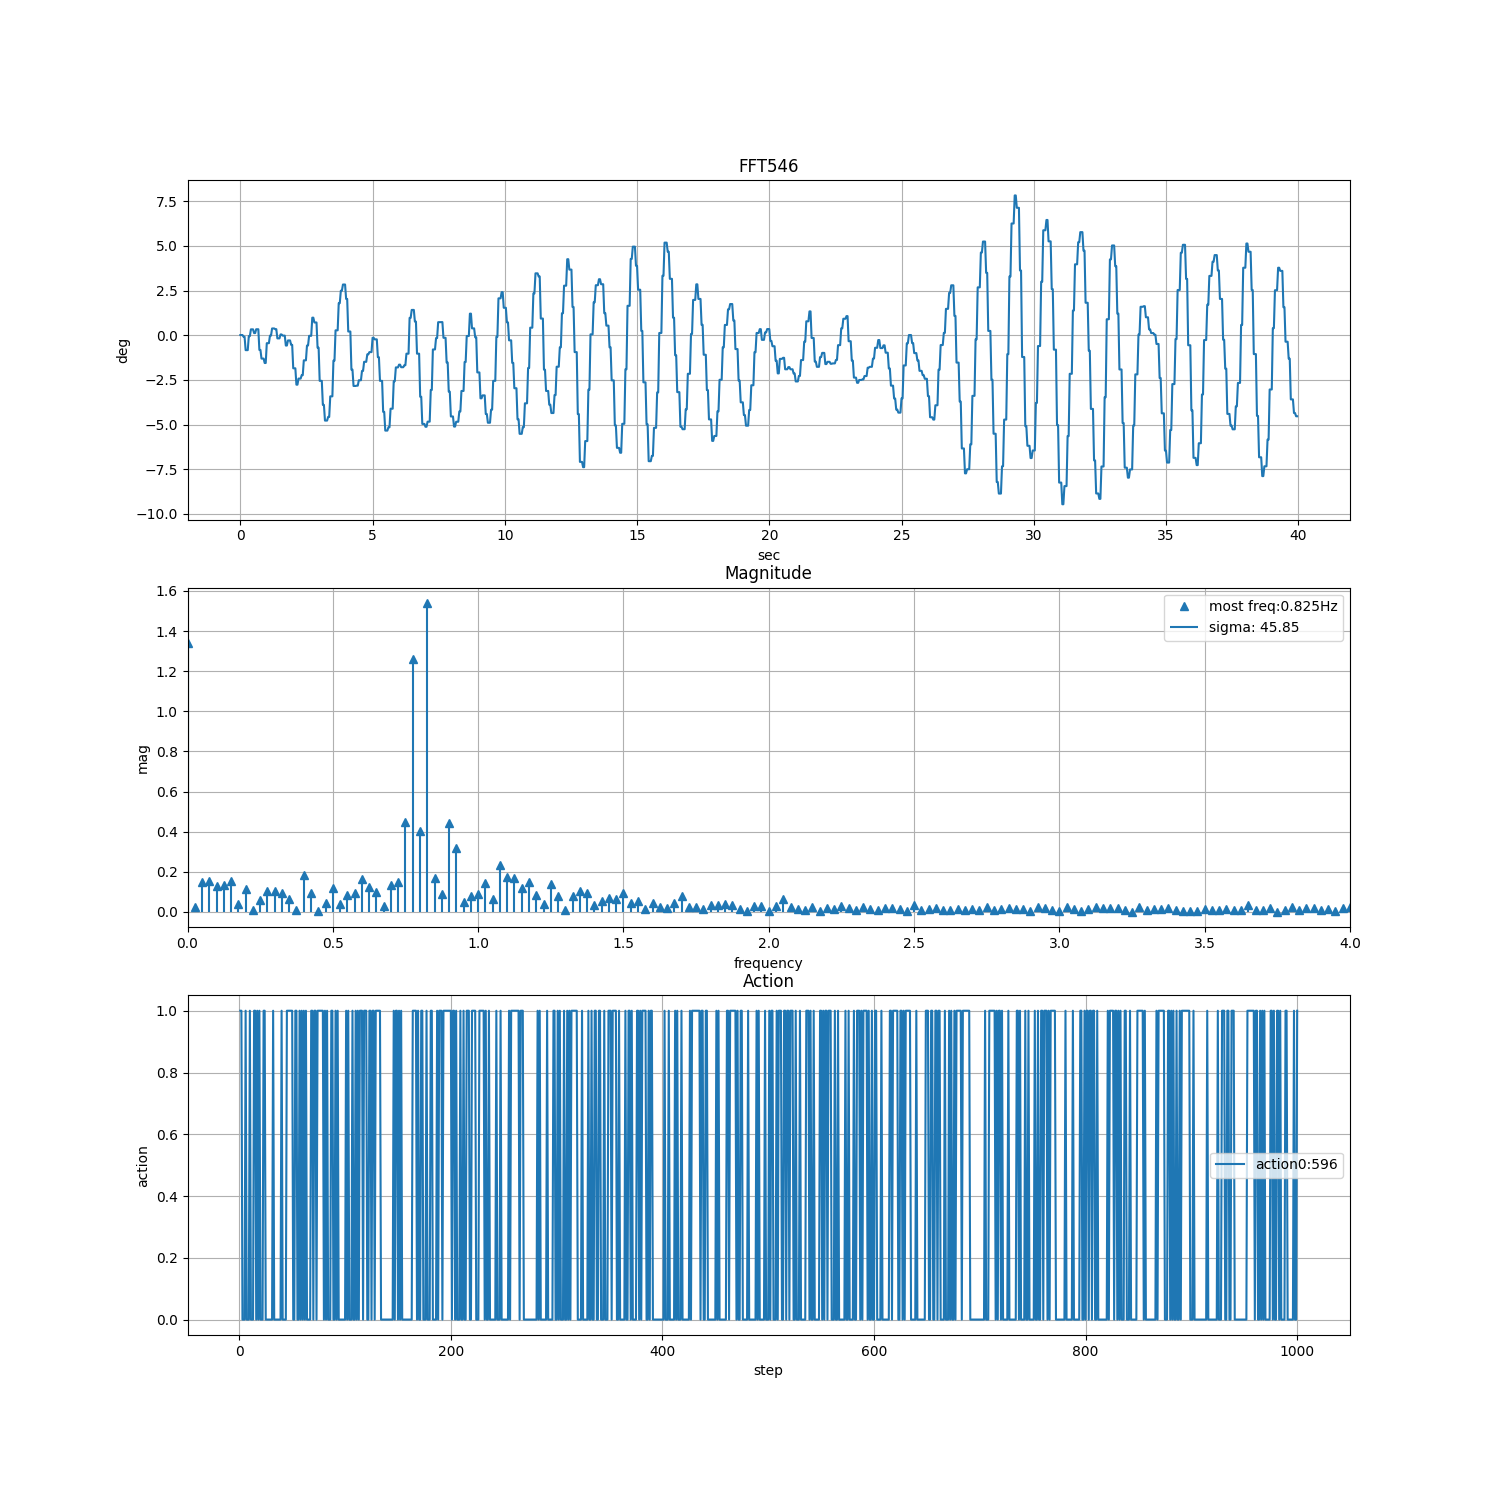 FFT546
7.5
5.0
2.5
0.0
−2.5
−5.0
−7.5
−10.0
deg
0 5 10 15 20 25 30 35 40
sec
Magnitude
1.6
1.4
1.2
1.0
0.8
0.6
0.4
0.2
0.0
mag
most freq:0.825Hz
sigma: 45.85
0.0 0.5 1.0 1.5 2.0 2.5 3.0 3.5 4.0
frequency
Action
1.0
0.8
0.6
0.4
0.2
0.0
action
action0:596
0 200 400 600 800 1000
step